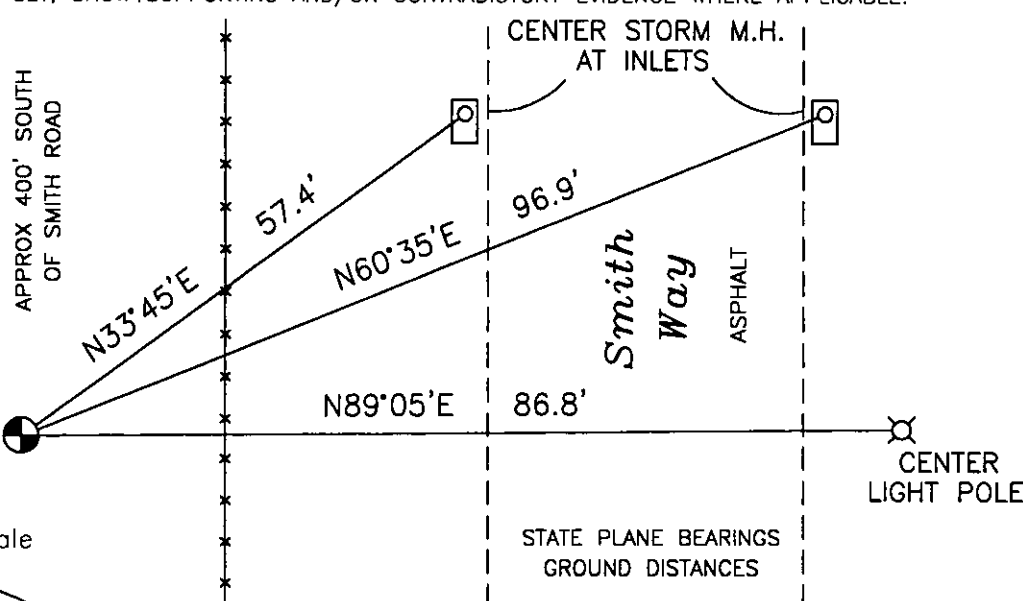 CENTER STORM M.H.
AT INLETS
APPROX 400' SOUTH
OF SMITH ROAD
57.4'
N33°45'E
96.9'
N60°35'E
Smith
Way
ASPHALT
N89°05'E 86.8'
CENTER
LIGHT POLE
STATE PLANE BEARINGS
GROUND DISTANCES